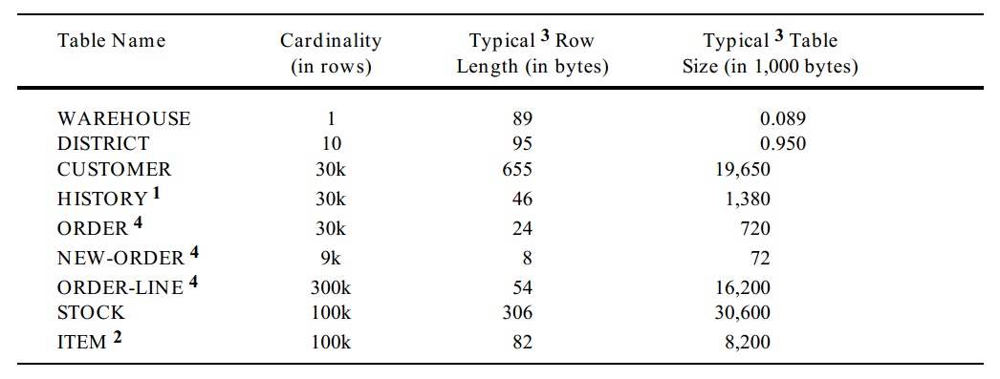 Table Name Cardinality Typical 3 Row Typical 3 Table
(in rows) Length (in bytes) Size (in 1,000 bytes)
WAREHOUSE 1 89 0.089
DISTRICT 10 95 0.950
CUSTOMER 30k 655 19,650
HISTORY 1 30k 46 1,380
ORDER 4 30k 24 720
NEW-ORDER 4 9k 8 72
ORDER-LINE 4 300k 54 16,200
STOCK 100k 306 30,600
ITEM 2 100k 82 8,200